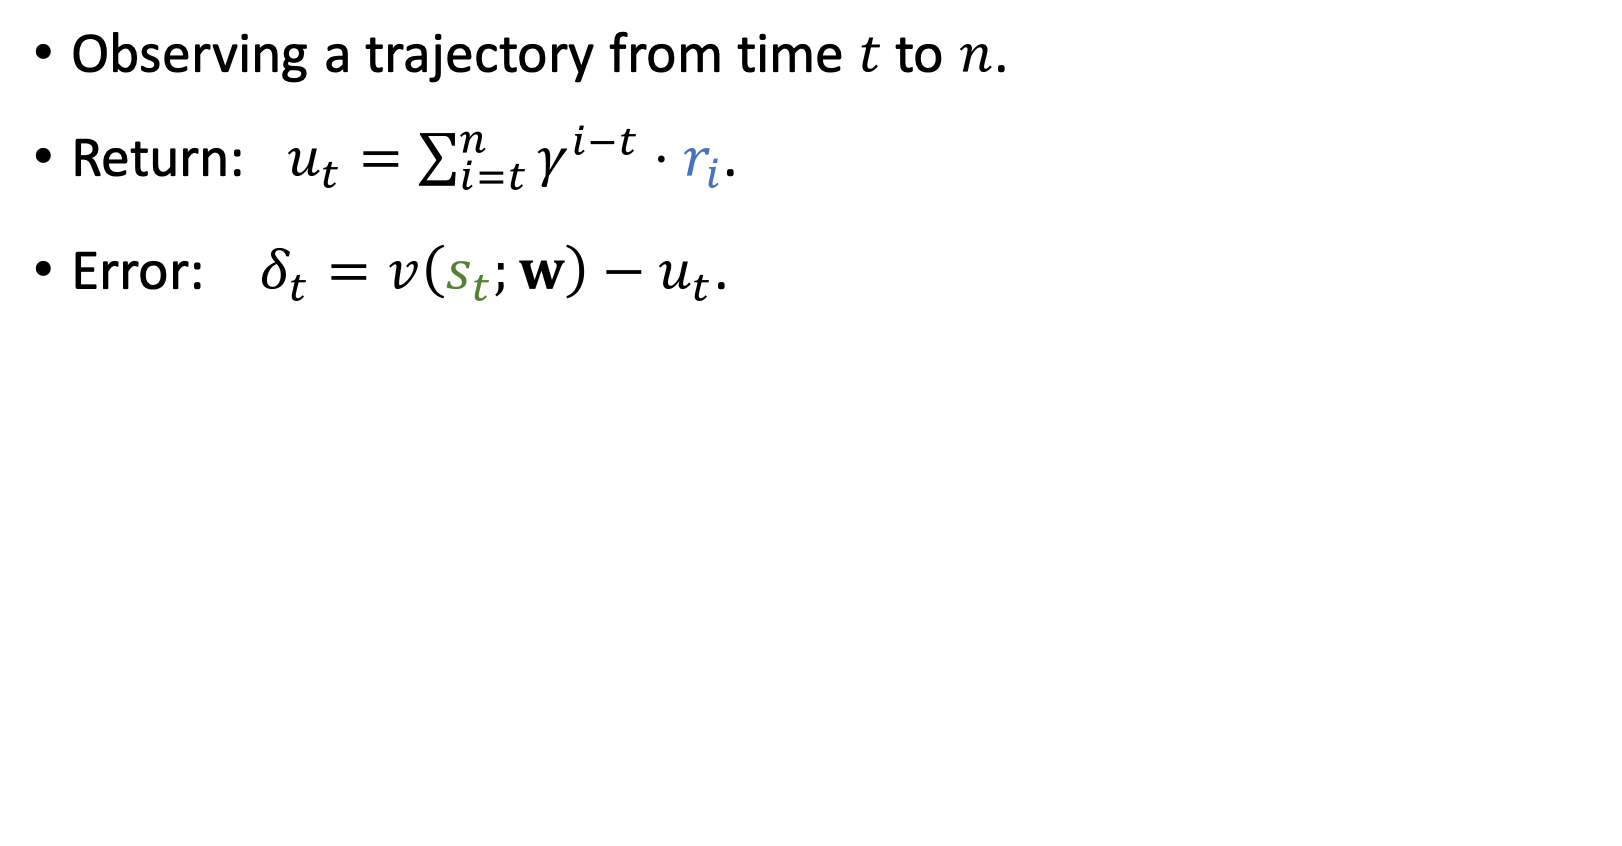 • Observing a trajectory from time t to n.
• Return: u_t = ∑_{i=t}^{n} γ^{i−t} · r_i.
• Error: δ_t = v(s_t; w) − u_t.